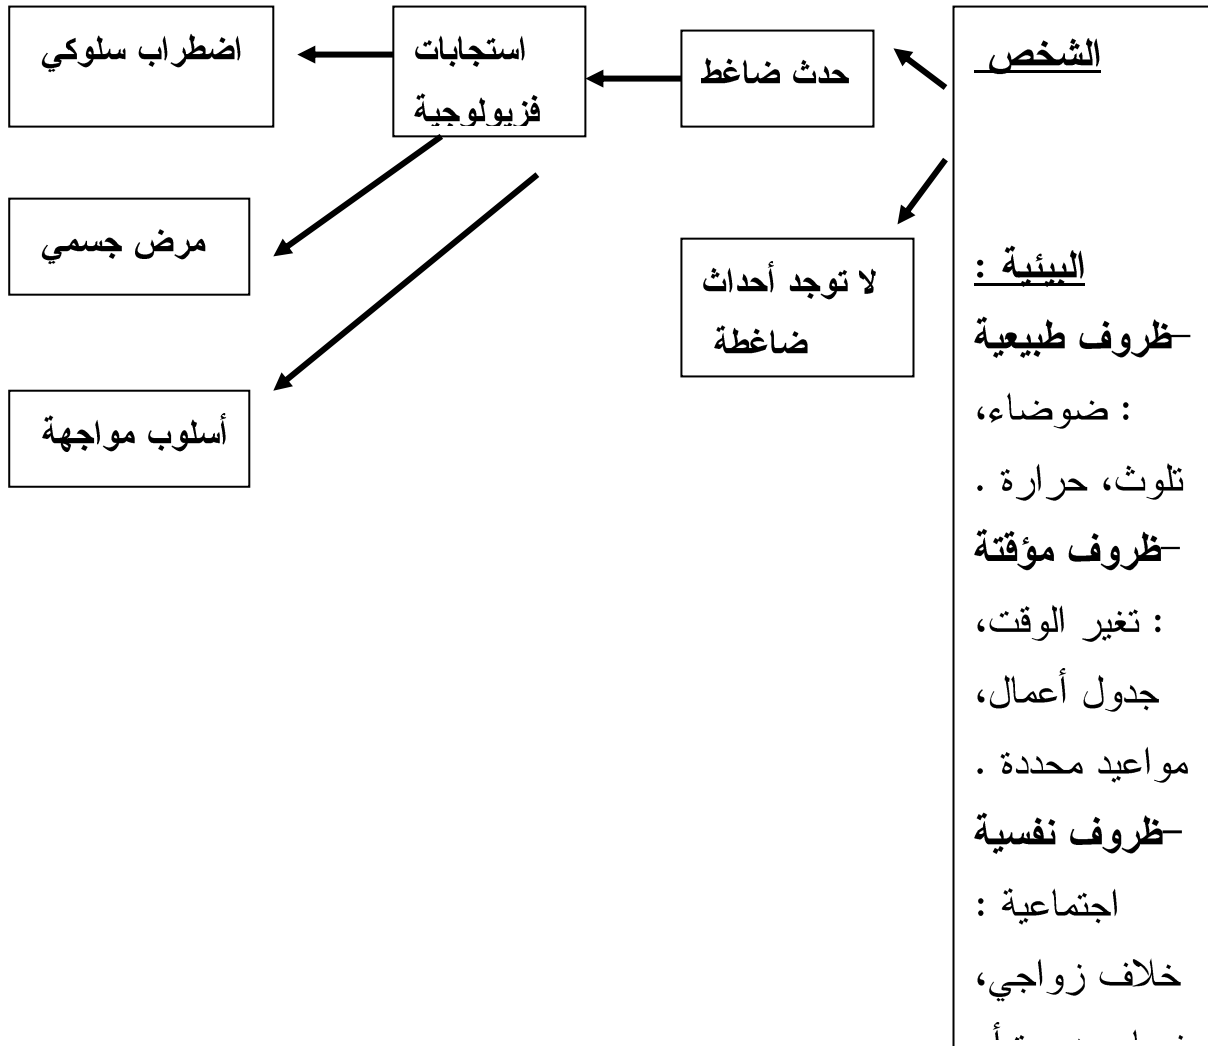 الشخص
البيئية :
–ظروف طبيعية
: ضوضاء،
تلوث، حرارة .
–ظروف مؤقتة
: تغير الوقت،
جدول أعمال،
مواعيد محددة .
–ظروف نفسية
اجتماعية :
خلاف زواجي،
حدث ضاغط
لا توجد أحداث
ضاغطة
استجابات
فزيولوجية
اضطراب سلوكي
مرض جسمي
أسلوب مواجهة